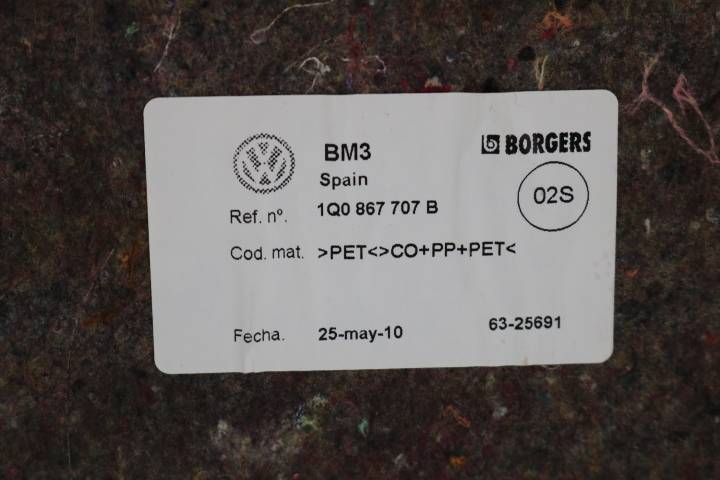 VW BM3 BORGERS
Spain
02S
Ref. nº. 1Q0 867 707 B
Cod. mat. >PET<>CO+PP+PET<
Fecha. 25-may-10 63-25691